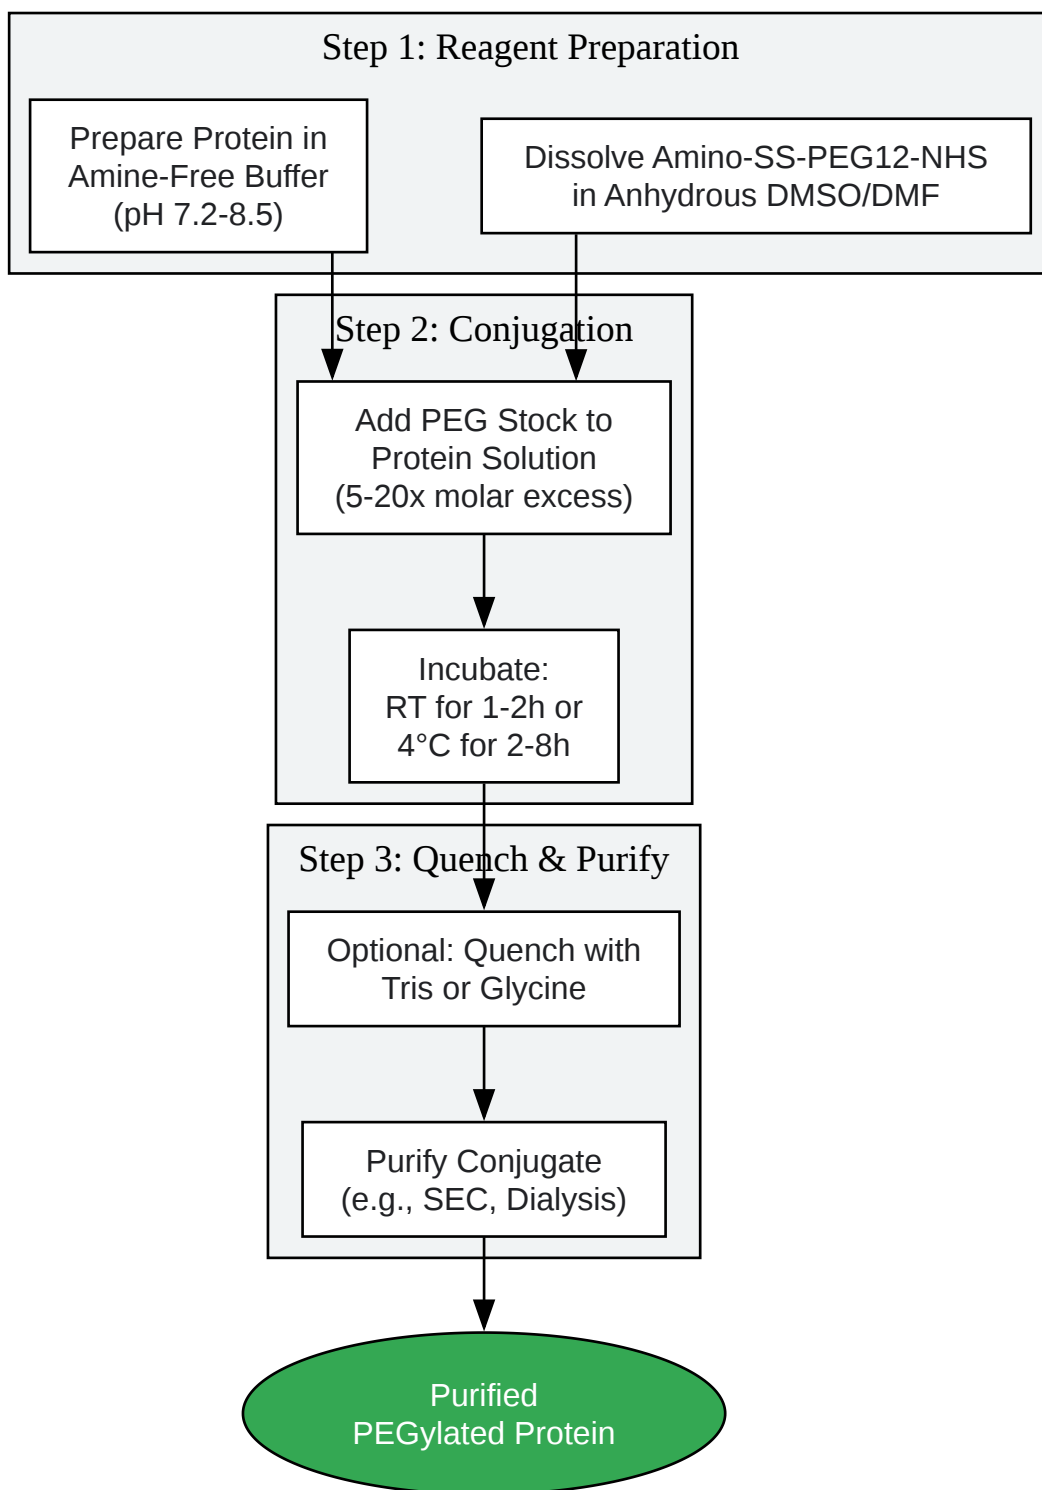 Step 1: Reagent Preparation
Prepare Protein in
Amine-Free Buffer
(pH 7.2-8.5)
Dissolve Amino-SS-PEG12-NHS
in Anhydrous DMSO/DMF
Step 2: Conjugation
Add PEG Stock to
Protein Solution
(5-20x molar excess)
Incubate:
RT for 1-2h or
4°C for 2-8h
Step 3: Quench & Purify
Optional: Quench with
Tris or Glycine
Purify Conjugate
(e.g., SEC, Dialysis)
Purified
PEGylated Protein